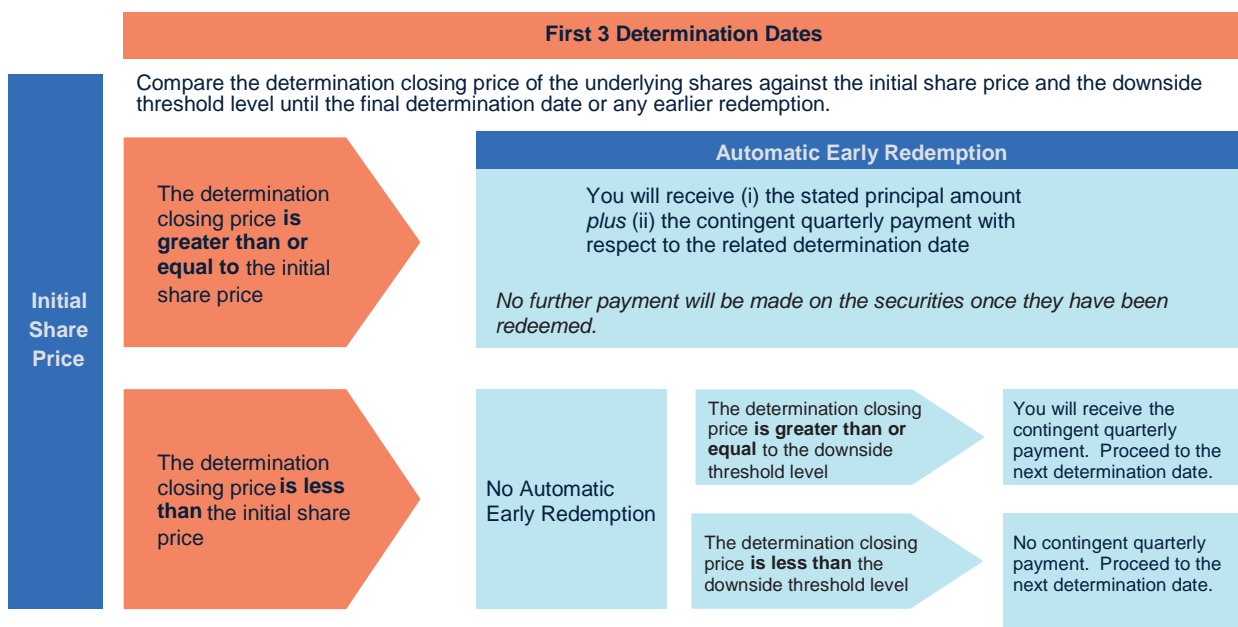 First 3 Determination Dates
Compare the determination closing price of the underlying shares against the initial share price and the downside
threshold level until the final determination date or any earlier redemption.
Initial
Share
Price
The determination
closing price is
greater than or
equal to the initial
share price
Automatic Early Redemption
You will receive (i) the stated principal amount
plus (ii) the contingent quarterly payment with
respect to the related determination date
No further payment will be made on the securities once they have been
redeemed.
The determination
closing price is less
than the initial share
price
No Automatic
Early Redemption
The determination closing
price is greater than or
equal to the downside
threshold level
You will receive the
contingent quarterly
payment.  Proceed to the
next determination date.
The determination closing
price is less than the
downside threshold level
No contingent quarterly
payment.  Proceed to the
next determination date.